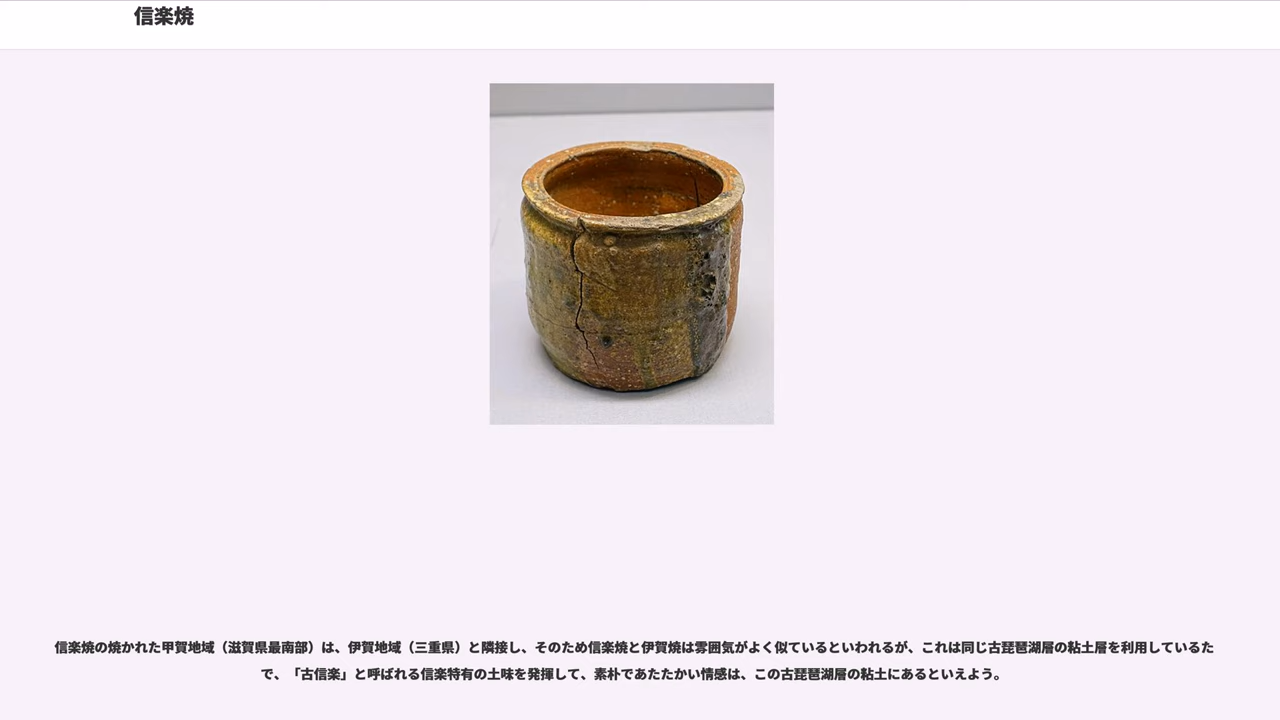 信楽焼
信楽焼の焼かれた甲賀地域（滋賀県最南部）は、伊賀地域（三重県）と隣接し、そのため信楽焼と伊賀焼は雰囲気がよく似ているといわれるが、これは同じ古琵琶湖層の粘土層を利用しているた
で、「古信楽」と呼ばれる信楽特有の土味を発揮して、素朴であたたかい情感は、この古琵琶湖層の粘土にあるといえよう。